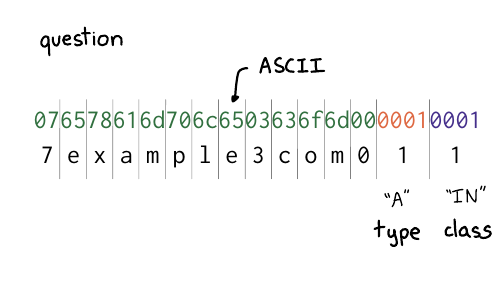 question
ASCII
076578616d706c6503636f6d0000010001
7 e x a m p l e 3 c o m 0 1 1
"A" "IN"
type class